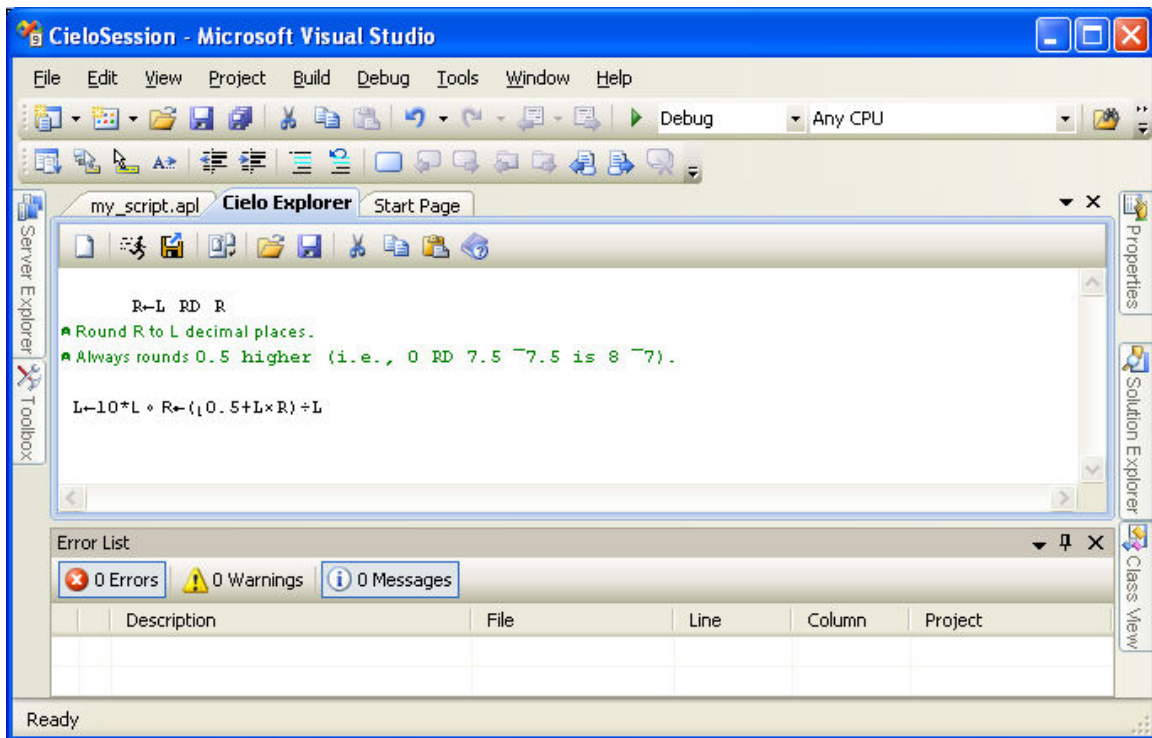 CieloSession - Microsoft Visual Studio
File Edit View Project Build Debug Tools Window Help
Debug Any CPU
my_script.apl Cielo Explorer Start Page
Server Explorer
Toolbox
Properties
Solution Explorer
Class View
R←L RD R
⍝ Round R to L decimal places.
⍝ Always rounds 0.5 higher (i.e., 0 RD 7.5 ¯7.5 is 8 ¯7).
L←10*L ⋄ R←(⌊0.5+L×R)÷L
Error List
0 Errors 0 Warnings 0 Messages
Description File Line Column Project
Ready